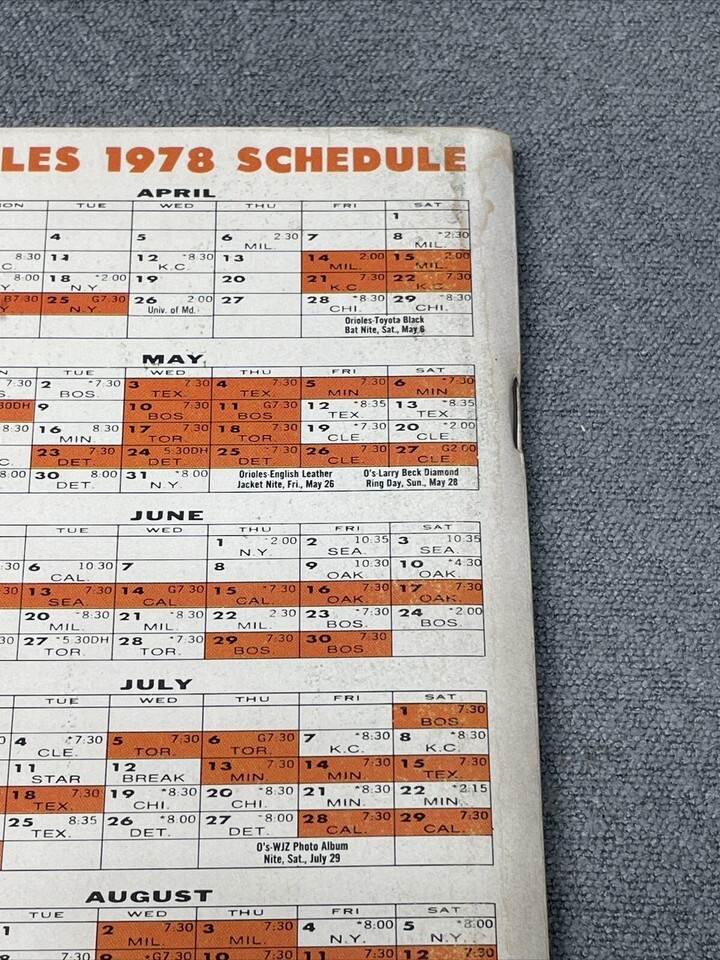 LES 1978 SCHEDULE
APRIL
ON TUE WED THU FRI SAT
1
4 5 6 2:30 7 8 *2:30
MIL. MIL.
8:30 11 12 *8:30 13 14 2:00 15 2:00
C. K.C. MIL. MIL.
8:00 18 *2:00 19 20 21 7:30 22 7:30
Y. N.Y. K.C. K.C.
B7:30 25 G7:30 26 2:00 27 28 *8:30 29 *8:30
Y. N.Y. Univ. of Md. CHI. CHI.
Orioles-Toyota Black
Bat Nite, Sat., May 6
MAY
N TUE WED THU FRI SAT
7:30 2 *7:30 3 7:30 4 7:30 5 7:30 6 *7:30
S. BOS. TEX. TEX. MIN. MIN.
30DH 9 10 7:30 11 G7:30 12 *8:35 13 *8:35
BOS. BOS. TEX. TEX.
8:30 16 8:30 17 7:30 18 7:30 19 *7:30 20 *2:00
MIN. TOR. TOR. CLE. CLE.
23 7:30 24 5:30DH 25 *7:30 26 7:30 27 G2:00
C. DET. DET. DET. CLE. CLE.
8:00 30 8:00 31 *8:00 Orioles-English Leather O's-Larry Beck Diamond
DET. N.Y. Jacket Nite, Fri., May 26 Ring Day, Sun., May 28
JUNE
TUE WED THU FRI SAT
1 *2:00 2 10:35 3 10:35
N.Y. SEA. SEA.
:30 6 10:30 7 8 9 10:30 10 *4:30
CAL. OAK. OAK.
:30 13 7:30 14 G7:30 15 *7:30 16 7:30 17 7:30
SEA. CAL. CAL. OAK. OAK.
20 *8:30 21 *8:30 22 2:30 23 *7:30 24 *2:00
MIL. MIL. MIL. BOS. BOS.
30 27 *5:30DH 28 *7:30 29 7:30 30 7:30
TOR. TOR. BOS. BOS.
JULY
TUE WED THU FRI SAT
1 7:30
BOS.
0 4 *7:30 5 7:30 6 G7:30 7 *8:30 8 *8:30
CLE. TOR. TOR. K.C. K.C.
11 12 13 7:30 14 7:30 15 7:30
STAR BREAK MIN. MIN. TEX.
18 7:30 19 *8:30 20 *8:30 21 *8:30 22 *2:15
TEX. CHI. CHI. MIN. MIN.
25 8:35 26 *8:00 27 *8:00 28 7:30 29 7:30
TEX. DET. DET. CAL. CAL.
O's-WJZ Photo Album
Nite, Sat., July 29
AUGUST
TUE WED THU FRI SAT
1 2 7:30 3 7:30 4 *8:00 5 *8:00
MIL. MIL. N.Y. N.Y.
7:30 9 *G7:30 10 7:30 11 7:30 12 7:30